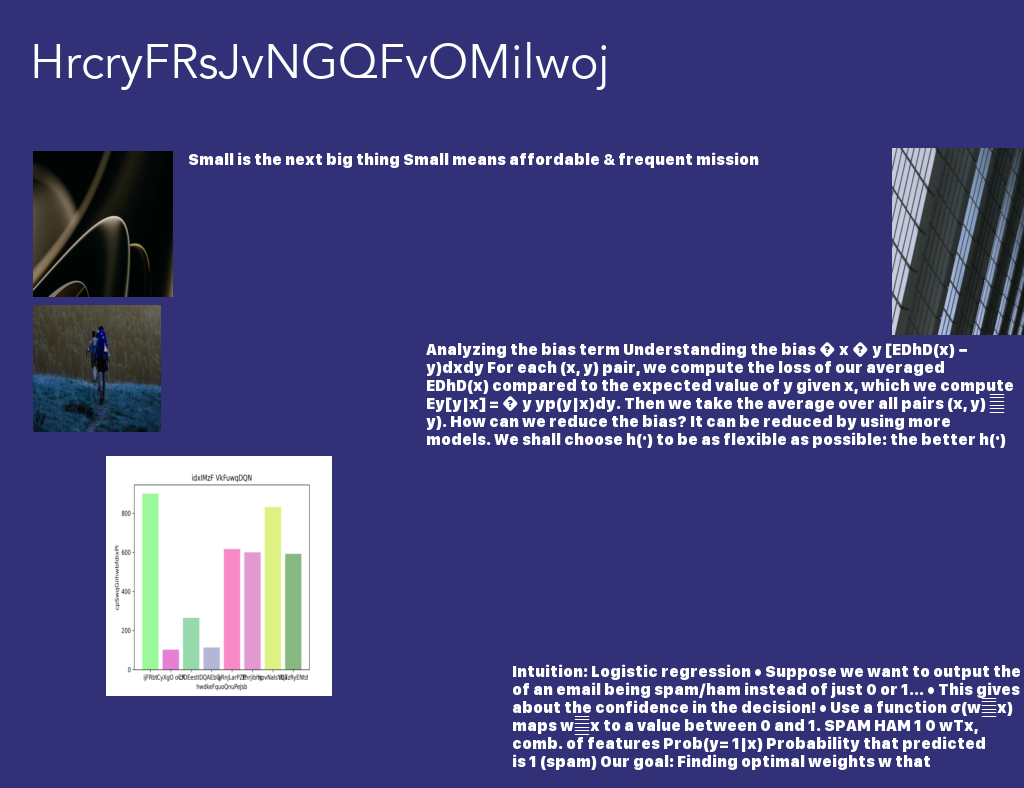 HrcryFRsJvNGQFvOMilwoj
Small is the next big thing Small means affordable & frequent mission
Analyzing the bias term Understanding the bias � x � y [EDhD(x) –
y)dxdy For each (x, y) pair, we compute the loss of our averaged
EDhD(x) compared to the expected value of y given x, which we compute
Ey[y|x] = � y yp(y|x)dy. Then we take the average over all pairs (x, y)
y). How can we reduce the bias? It can be reduced by using more
models. We shall choose h(·) to be as flexible as possible: the better h(·)
idxIMzF VkFuwqDQN
800
600
400
200
0
hwdkeFquoQnuPeJsb
Intuition: Logistic regression • Suppose we want to output the
of an email being spam/ham instead of just 0 or 1… • This gives
about the confidence in the decision! • Use a function σ(w x)
maps w x to a value between 0 and 1. SPAM HAM 1 0 wTx,
comb. of features Prob(y= 1|x) Probability that predicted
is 1 (spam) Our goal: Finding optimal weights w that